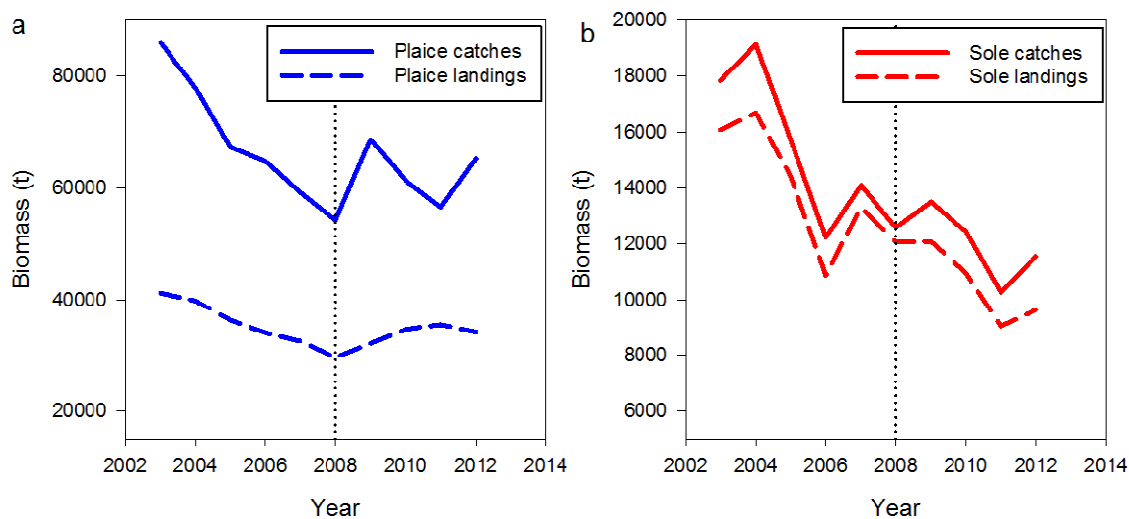 a
Plaice catches
Plaice landings
80000
60000
40000
20000
Biomass (t)
2002 2004 2006 2008 2010 2012 2014
Year
b
Sole catches
Sole landings
20000
18000
16000
14000
12000
10000
8000
6000
Biomass (t)
2002 2004 2006 2008 2010 2012 2014
Year